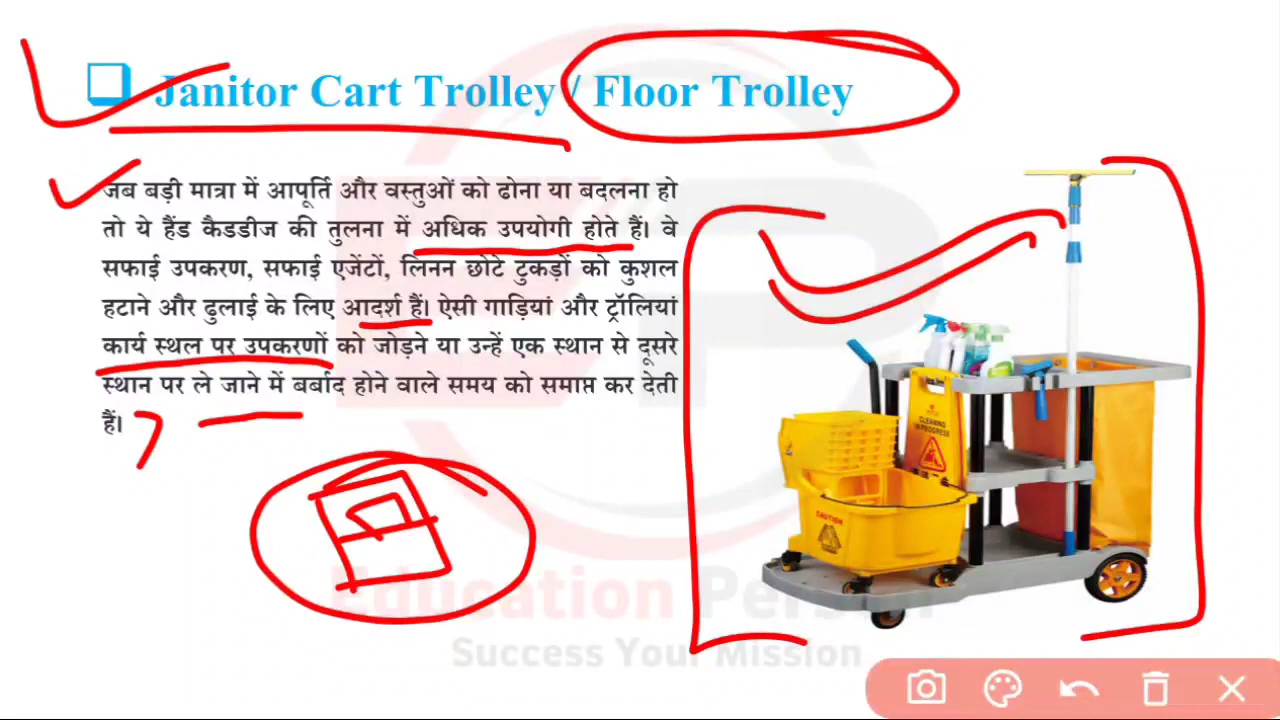 Janitor Cart Trolley / Floor Trolley
जब बड़ी मात्रा में आपूर्ति और वस्तुओं को ढोना या बदलना हो
तो ये हैंड कैडडीज की तुलना में अधिक उपयोगी होते हैं। वे
सफाई उपकरण, सफाई एजेंटों, लिनन छोटे टुकड़ों को कुशल
हटाने और ढुलाई के लिए आदर्श हैं। ऐसी गाड़ियां और ट्रॉलियां
कार्य स्थल पर उपकरणों को जोड़ने या उन्हें एक स्थान से दूसरे
स्थान पर ले जाने में बर्बाद होने वाले समय को समाप्त कर देती
हैं।
CLEANING
IN PROGRESS
CAUTION
Education Person
Success Your Mission